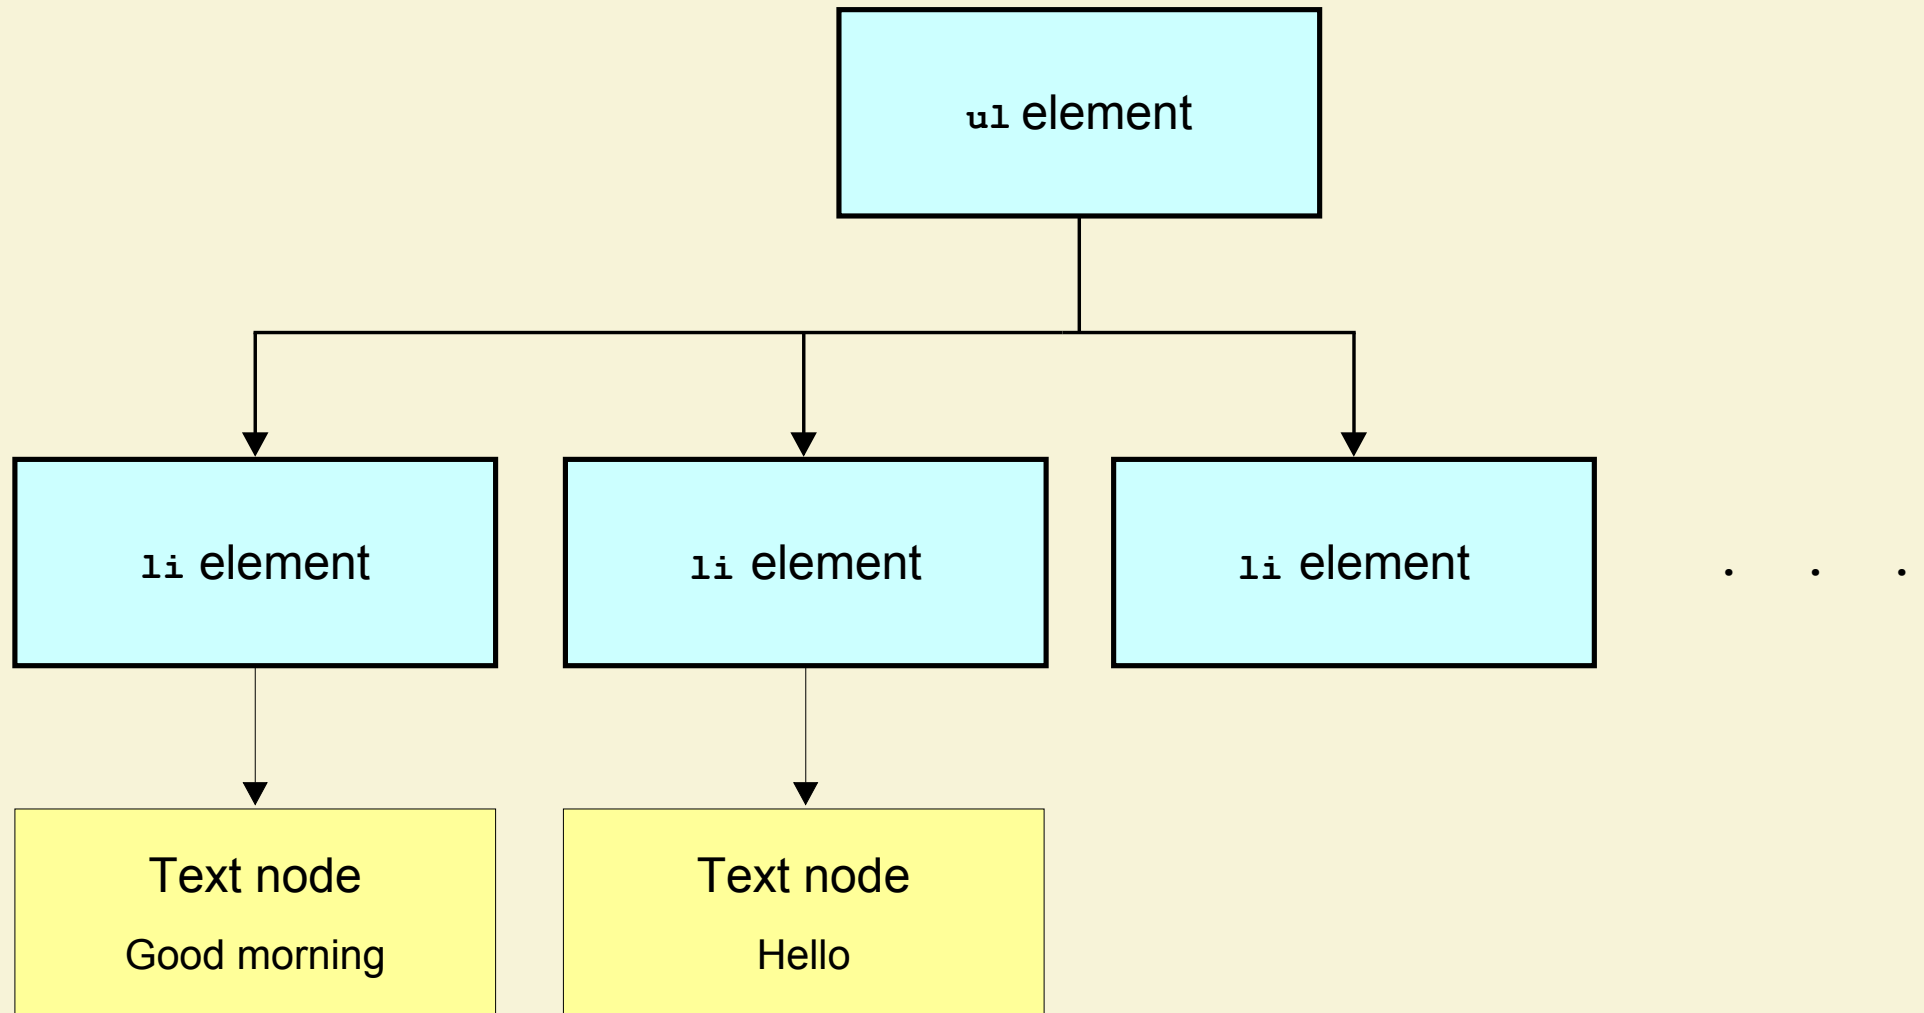 ul element
li element
li element
li element
. . .
Text node
Good morning
Text node
Hello